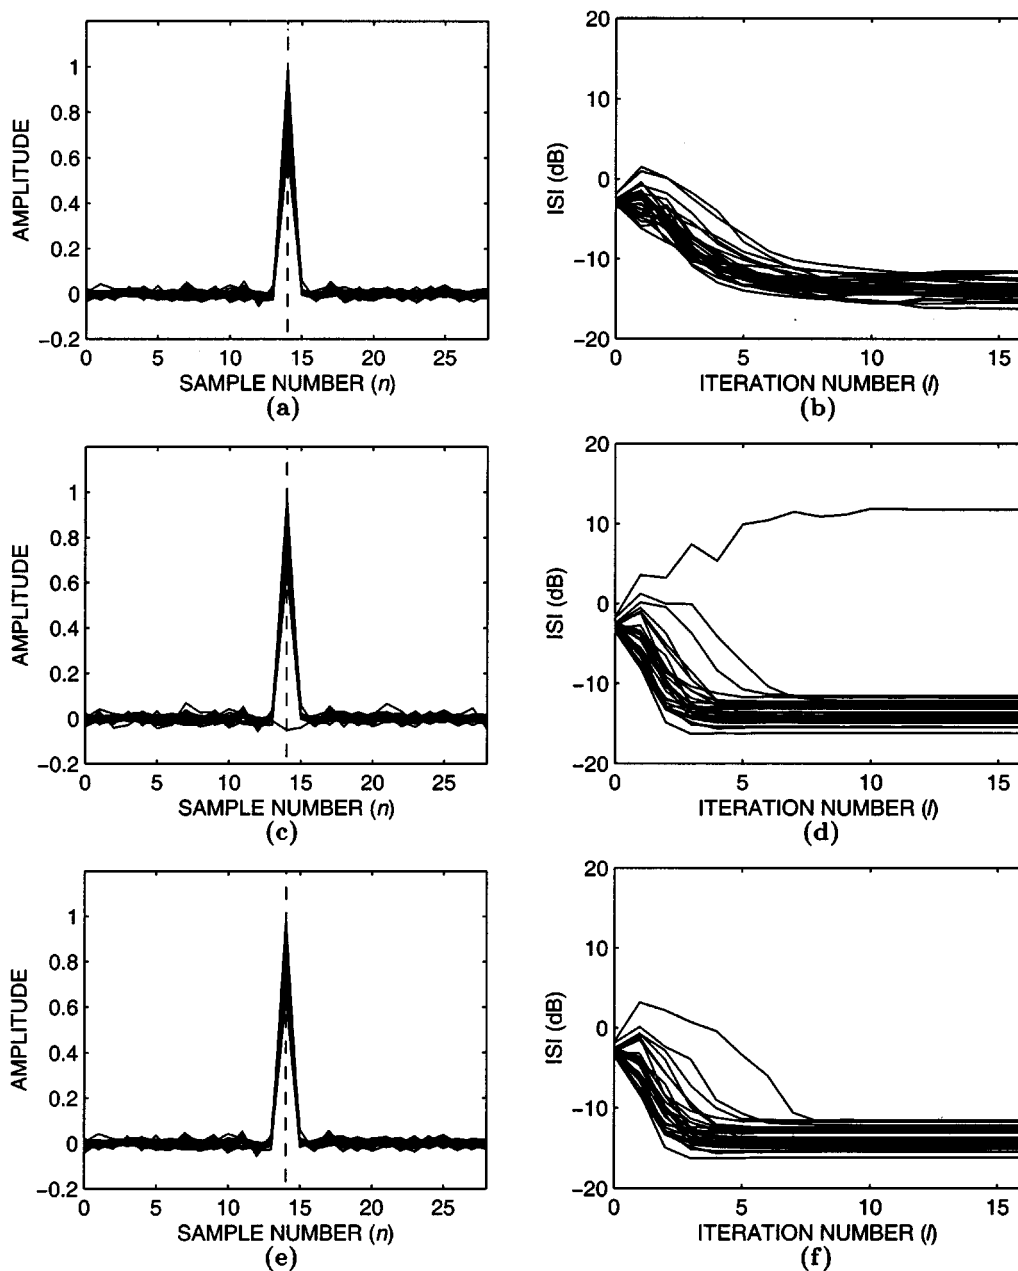 AMPLITUDE
1
0.8
0.6
0.4
0.2
0
−0.2
0 5 10 15 20 25
SAMPLE NUMBER (n)
(a)
ISI (dB)
20
10
0
−10
−20
0 5 10 15
ITERATION NUMBER (l)
(b)
AMPLITUDE
1
0.8
0.6
0.4
0.2
0
−0.2
0 5 10 15 20 25
SAMPLE NUMBER (n)
(c)
ISI (dB)
20
10
0
−10
−20
0 5 10 15
ITERATION NUMBER (l)
(d)
AMPLITUDE
1
0.8
0.6
0.4
0.2
0
−0.2
0 5 10 15 20 25
SAMPLE NUMBER (n)
(e)
ISI (dB)
20
10
0
−10
−20
0 5 10 15
ITERATION NUMBER (l)
(f)